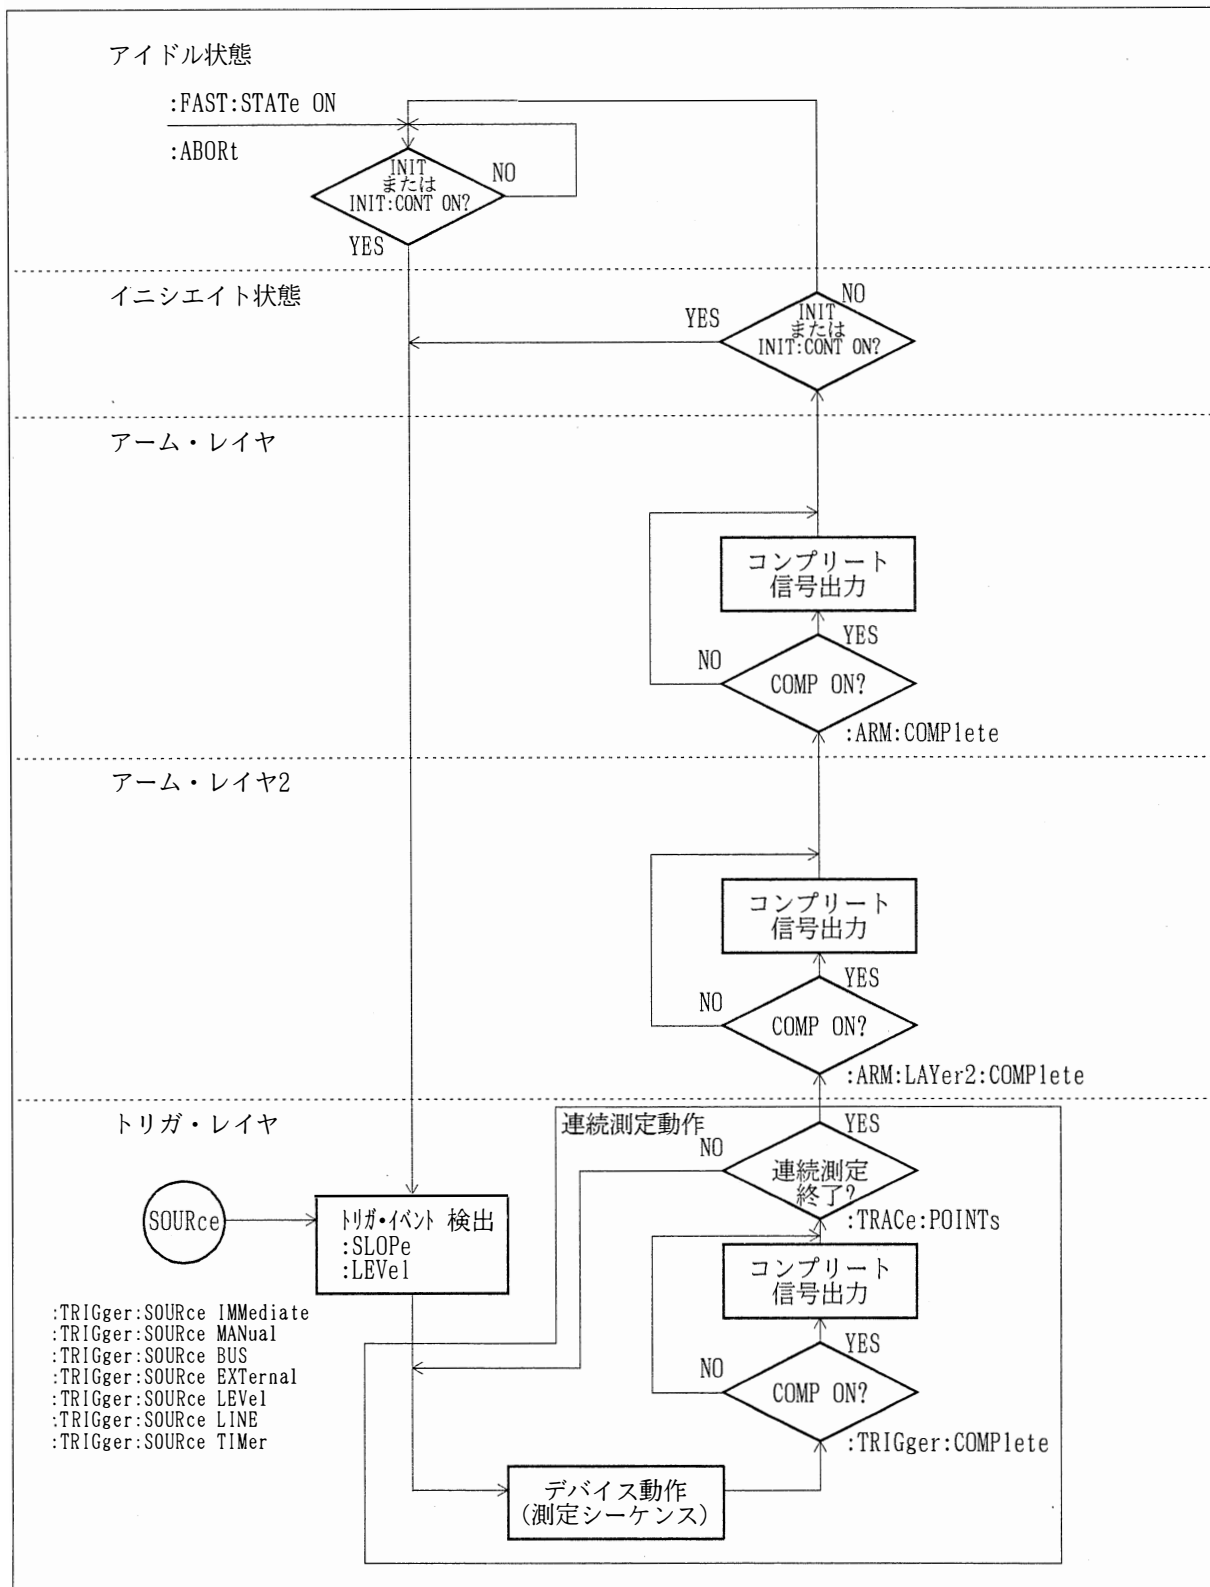 アイドル状態
:FAST:STATe ON
:ABORt
INIT
または
INIT:CONT ON?
NO
YES
イニシエイト状態
NO
YES
INIT
または
INIT:CONT ON?
アーム・レイヤ
コンプリート
信号出力
YES
NO
COMP ON?
:ARM:COMPlete
アーム・レイヤ2
コンプリート
信号出力
YES
NO
COMP ON?
:ARM:LAYer2:COMPlete
トリガ・レイヤ
連続測定動作
YES
NO
連続測定
終了?
:TRACe:POINTs
SOURce
トリガ・イベント 検出
:SLOPe
:LEVel
コンプリート
信号出力
:TRIGger:SOURce IMMediate
:TRIGger:SOURce MANual
:TRIGger:SOURce BUS
:TRIGger:SOURce EXTernal
:TRIGger:SOURce LEVel
:TRIGger:SOURce LINE
:TRIGger:SOURce TIMer
YES
NO
COMP ON?
:TRIGger:COMPlete
デバイス動作
(測定シーケンス)